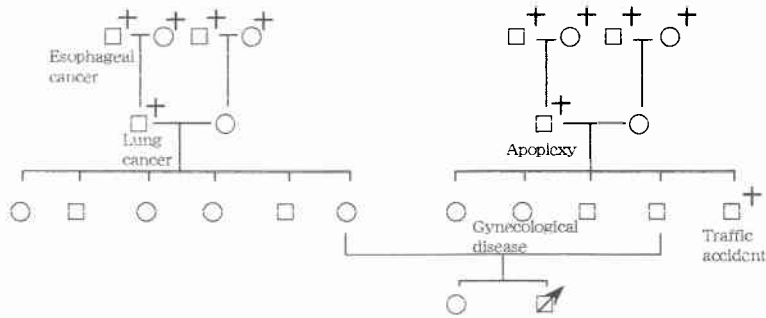 Esophageal
cancer
Lung
cancer
Apoplexy
Gynecological
disease
Traffic
accident